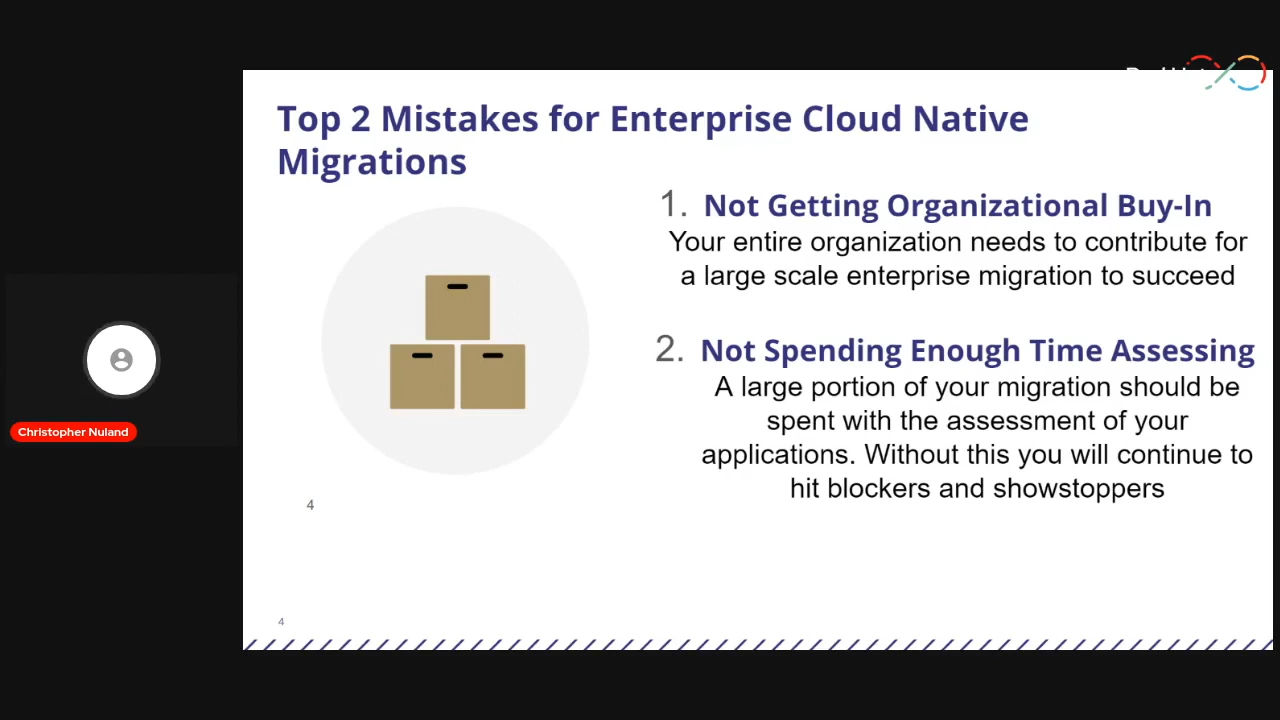 Top 2 Mistakes for Enterprise Cloud Native
Migrations
1. Not Getting Organizational Buy-In
Your entire organization needs to contribute for
a large scale enterprise migration to succeed
2. Not Spending Enough Time Assessing
A large portion of your migration should be
spent with the assessment of your
applications. Without this you will continue to
hit blockers and showstoppers
Christopher Nuland
4
4